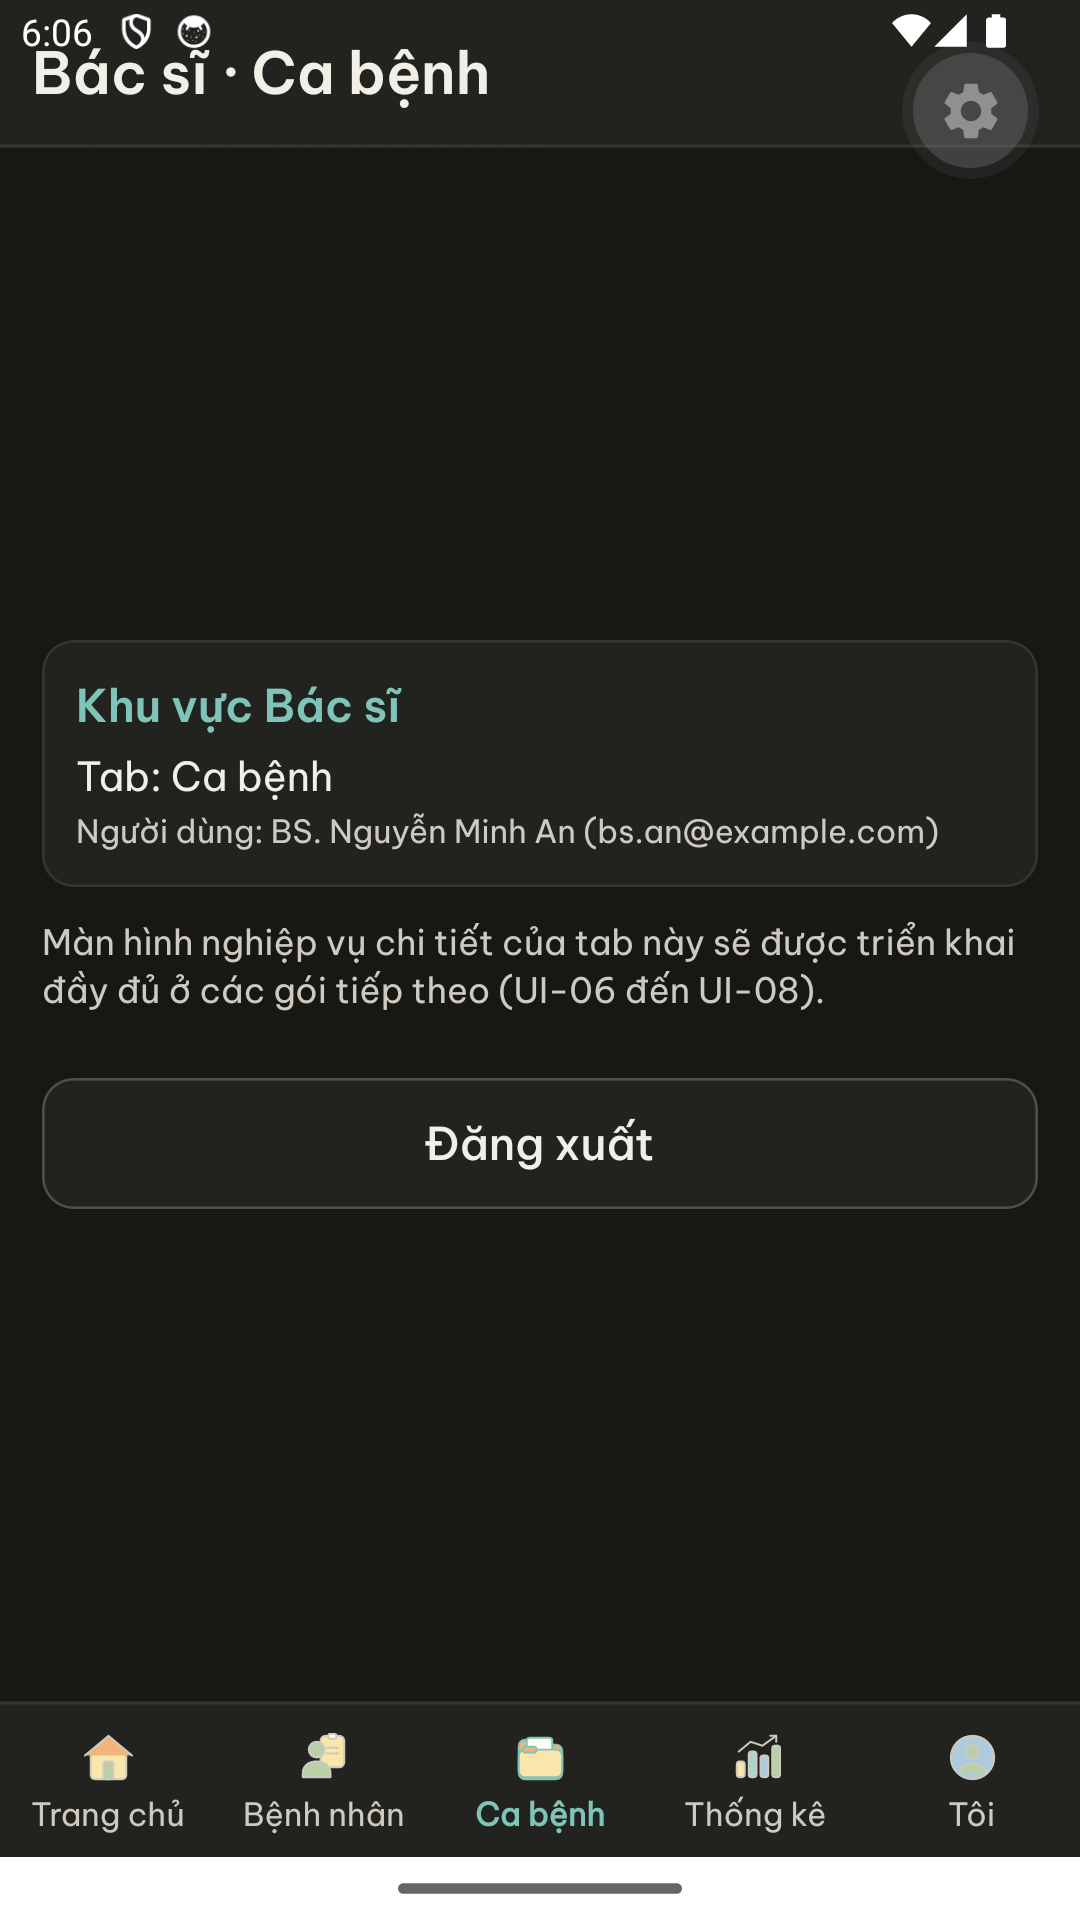 6:06
Bác sĩ · Ca bệnh
Khu vực Bác sĩ
Tab: Ca bệnh
Người dùng: BS. Nguyễn Minh An (bs.an@example.com)
Màn hình nghiệp vụ chi tiết của tab này sẽ được triển khai
đầy đủ ở các gói tiếp theo (UI-06 đến UI-08).
Đăng xuất
Trang chủ
Bệnh nhân
Ca bệnh
Thống kê
Tôi